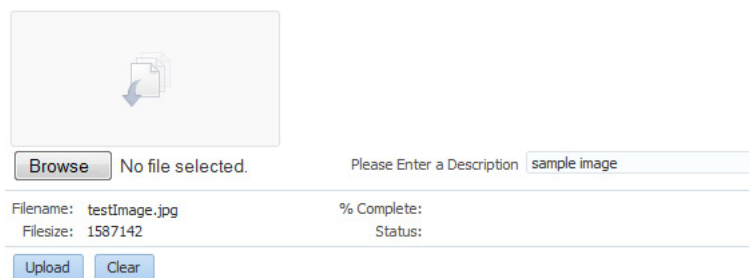 Browse No file selected. Please Enter a Description sample image
Filename: testImage.jpg % Complete:
Filesize: 1587142 Status:
Upload Clear